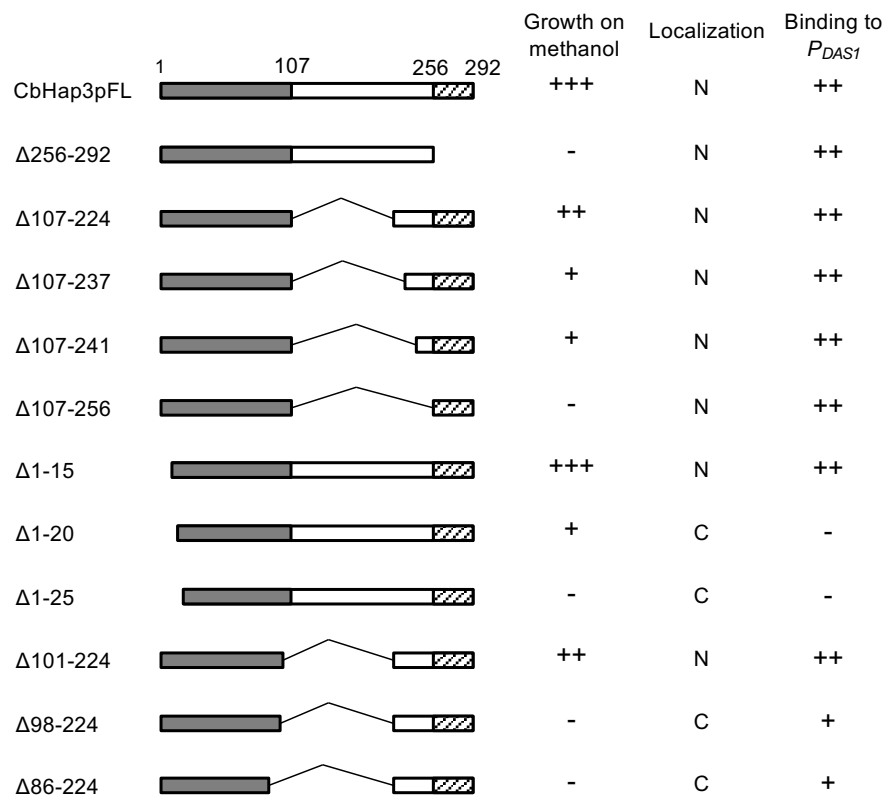 Growth on methanol Localization Binding to P_DAS1
1 107 256 292
CbHap3pFL +++ N ++
Δ256-292 - N ++
Δ107-224 ++ N ++
Δ107-237 + N ++
Δ107-241 + N ++
Δ107-256 - N ++
Δ1-15 +++ N ++
Δ1-20 + C -
Δ1-25 - C -
Δ101-224 ++ N ++
Δ98-224 - C +
Δ86-224 - C +